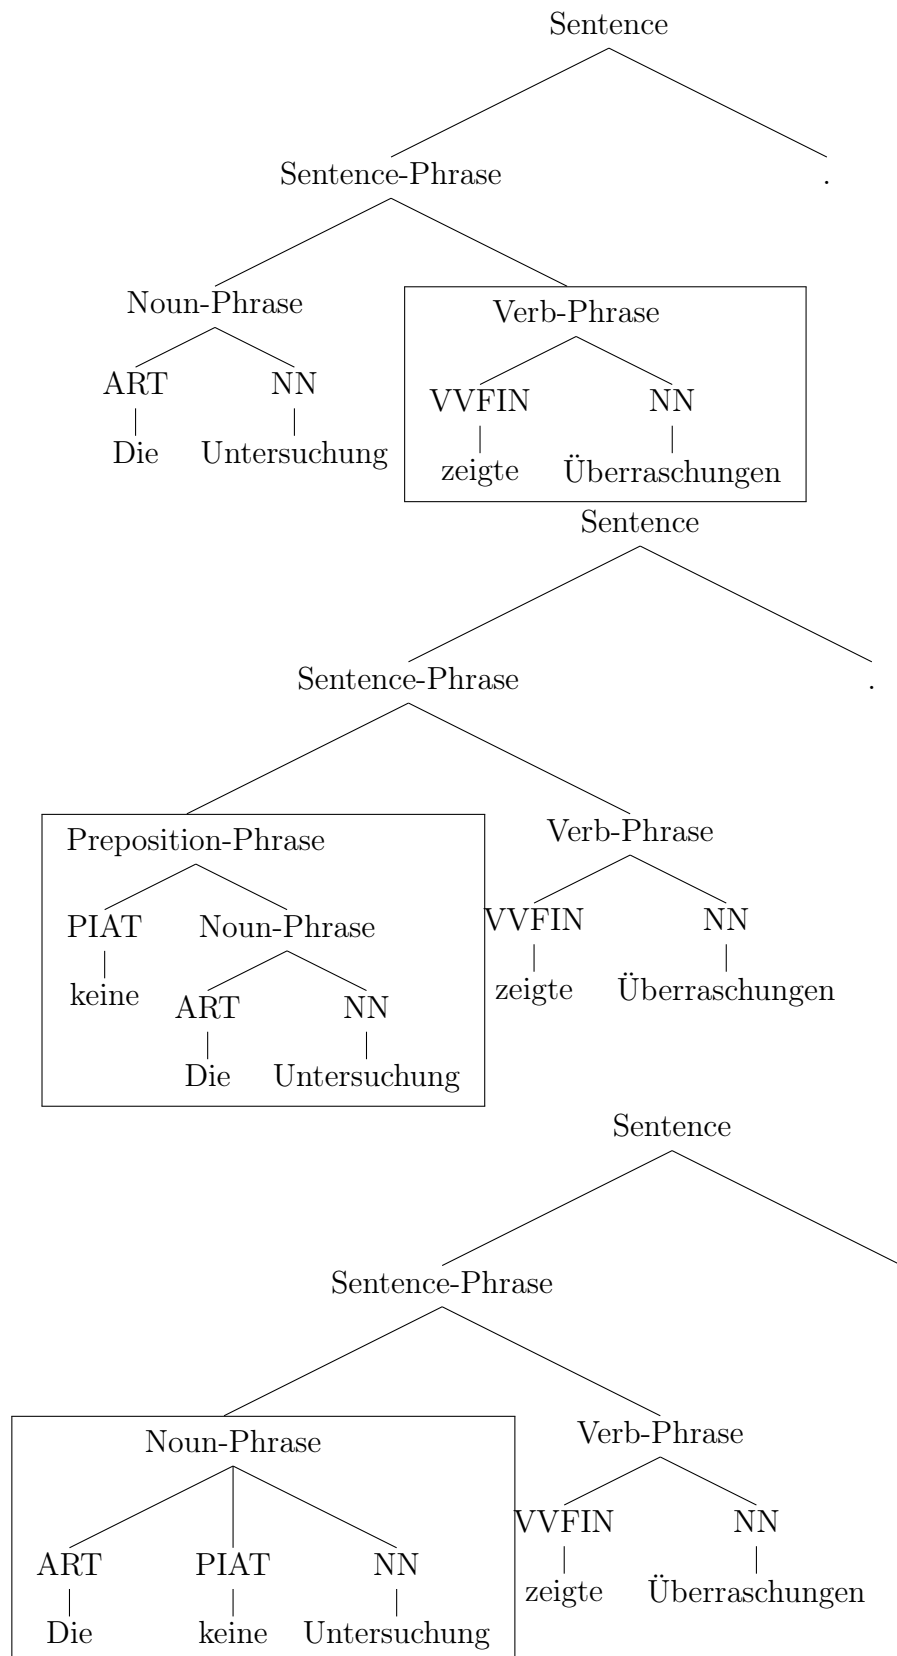 Sentence
Sentence-Phrase .
Noun-Phrase Verb-Phrase
ART NN VVFIN NN
Die Untersuchung zeigte Überraschungen
Sentence
Sentence-Phrase .
Preposition-Phrase Verb-Phrase
PIAT Noun-Phrase VVFIN NN
keine ART NN zeigte Überraschungen
Die Untersuchung
Sentence
Sentence-Phrase
Noun-Phrase Verb-Phrase
ART PIAT NN VVFIN NN
Die keine Untersuchung zeigte Überraschungen